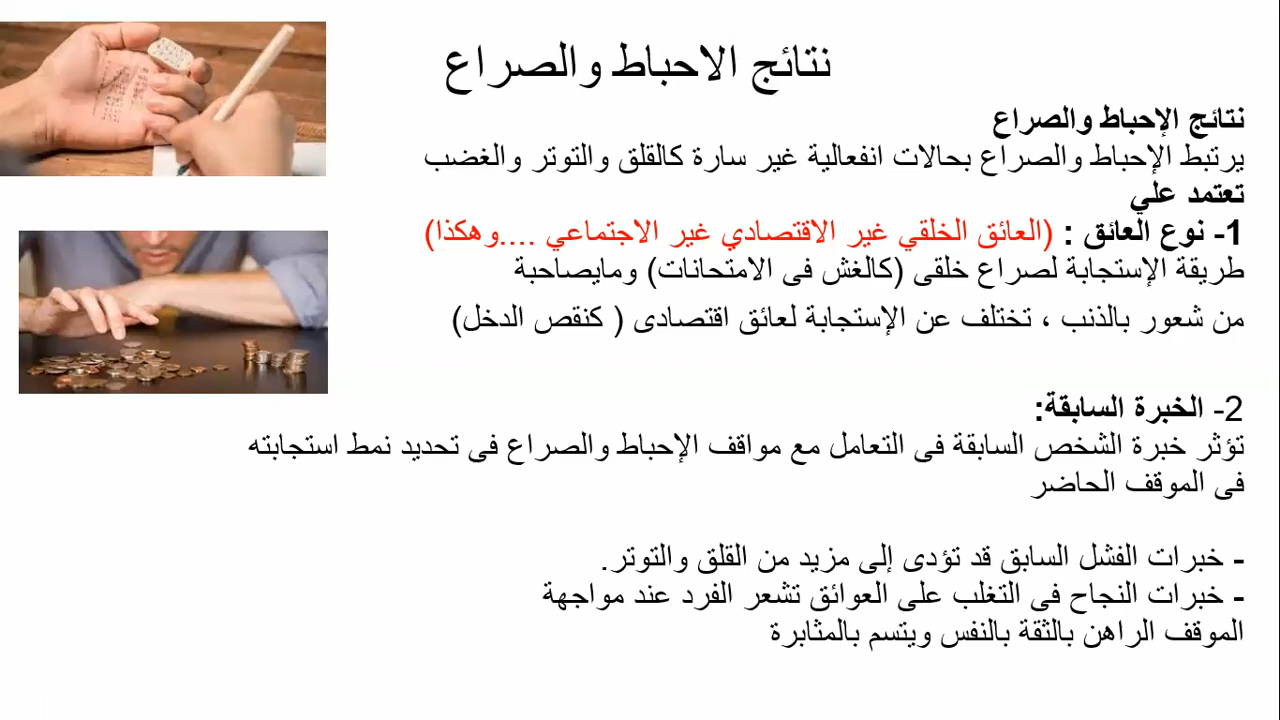 نتائج الاحباط والصراع
نتائج الإحباط والصراع
يرتبط الإحباط والصراع بحالات انفعالية غير سارة كالقلق والتوتر والغضب
تعتمد علي
1- نوع العائق : (العائق الخلقي غير الاقتصادي غير الاجتماعي ....وهكذا)
طريقة الإستجابة لصراع خلقى (كالغش فى الامتحانات) ومايصاحبة
من شعور بالذنب ، تختلف عن الإستجابة لعائق اقتصادى ( كنقص الدخل)
2- الخبرة السابقة:
تؤثر خبرة الشخص السابقة فى التعامل مع مواقف الإحباط والصراع فى تحديد نمط استجابته
فى الموقف الحاضر
- خبرات الفشل السابق قد تؤدى إلى مزيد من القلق والتوتر.
- خبرات النجاح فى التغلب على العوائق تشعر الفرد عند مواجهة
الموقف الراهن بالثقة بالنفس ويتسم بالمثابرة